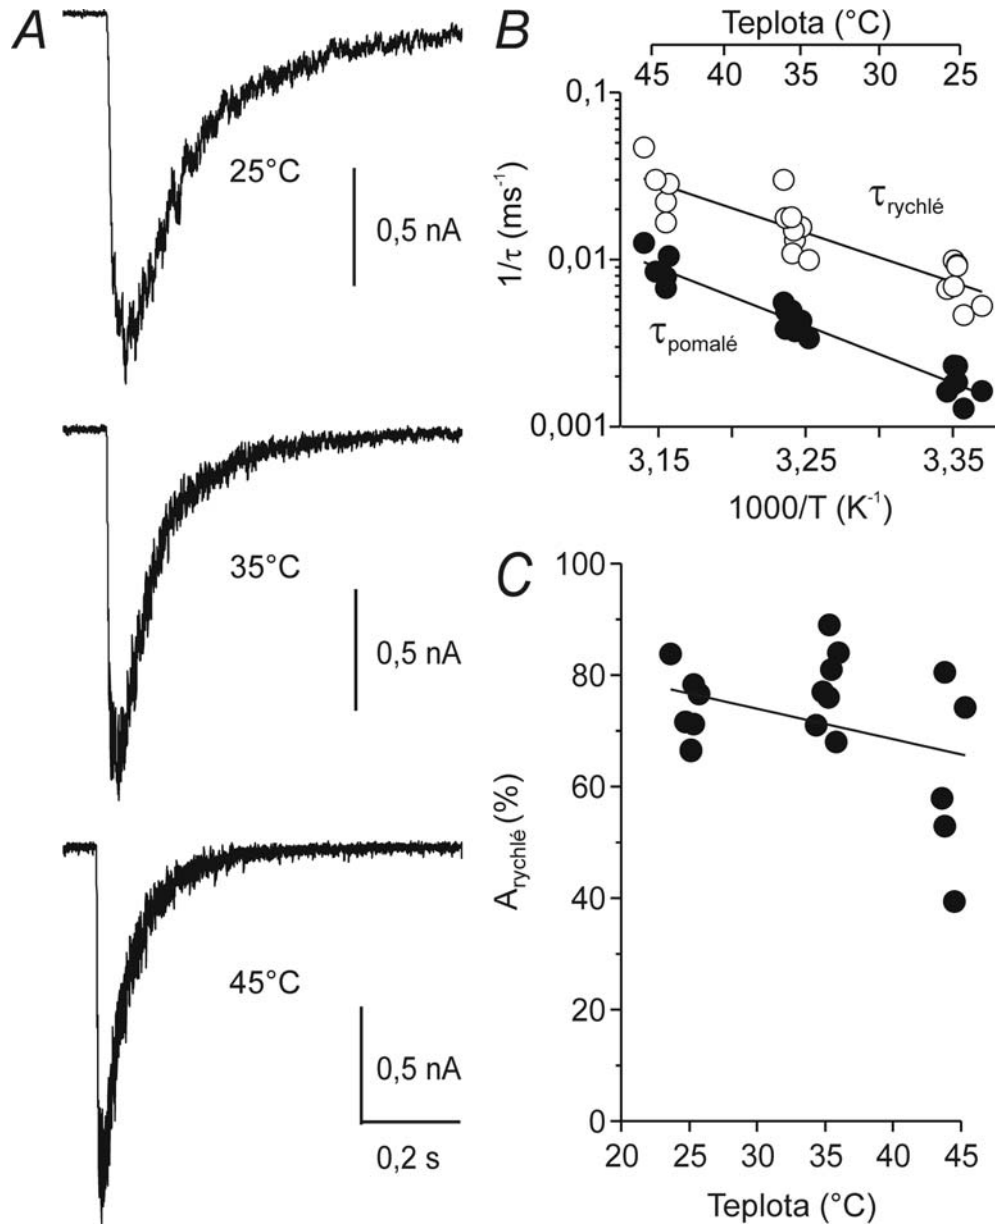 A
25°C
0,5 nA
35°C
0,5 nA
45°C
0,5 nA
0,2 s
B
Teplota (°C)
45 40 35 30 25
0,1
0,01
0,001
1/τ (ms⁻¹)
τrychlé
τpomalé
3,15 3,25 3,35
1000/T (K⁻¹)
C
100
80
60
40
20
0
Arychlé (%)
20 25 30 35 40 45
Teplota (°C)